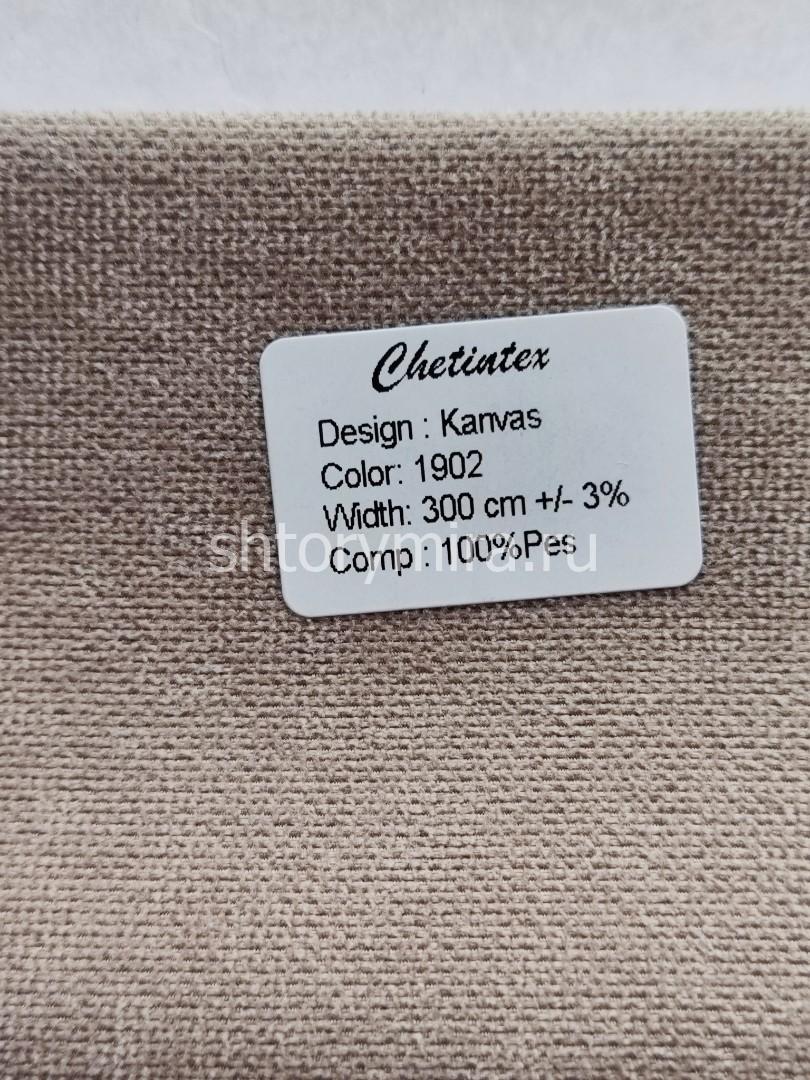 Chetintex
Design : Kanvas
Color: 1902
Width: 300 cm +/- 3%
shtorymira.ru
Comp : 100%Pes